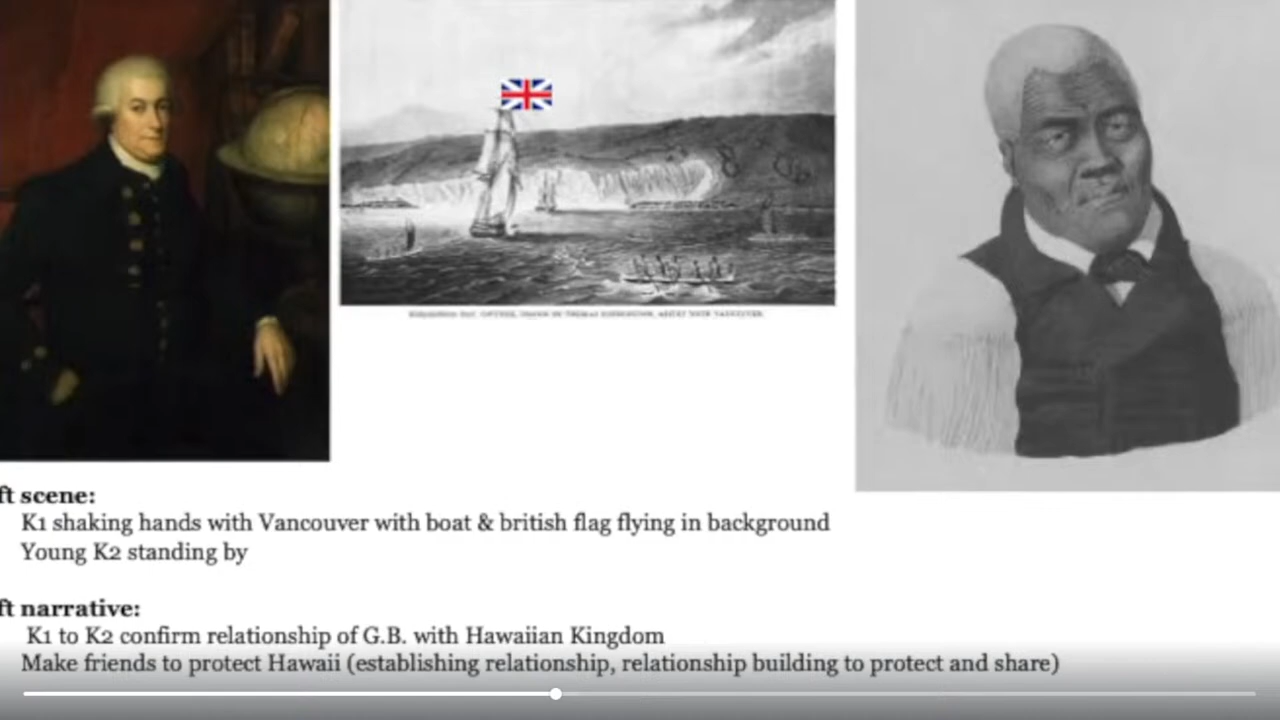 ft scene:
K1 shaking hands with Vancouver with boat & british flag flying in background
Young K2 standing by
ft narrative:
K1 to K2 confirm relationship of G.B. with Hawaiian Kingdom
Make friends to protect Hawaii (establishing relationship, relationship building to protect and share)